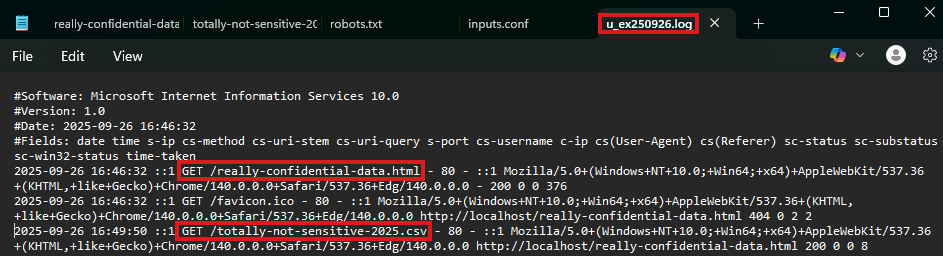 really-confidential-data
totally-not-sensitive-20
robots.txt
inputs.conf
u_ex250926.log
File Edit View
#Software: Microsoft Internet Information Services 10.0
#Version: 1.0
#Date: 2025-09-26 16:46:32
#Fields: date time s-ip cs-method cs-uri-stem cs-uri-query s-port cs-username c-ip cs(User-Agent) cs(Referer) sc-status sc-substatus
sc-win32-status time-taken
2025-09-26 16:46:32 ::1 GET /really-confidential-data.html - 80 - ::1 Mozilla/5.0+(Windows+NT+10.0;+Win64;+x64)+AppleWebKit/537.36
+(KHTML,+like+Gecko)+Chrome/140.0.0.0+Safari/537.36+Edg/140.0.0.0 - 200 0 0 376
2025-09-26 16:46:32 ::1 GET /favicon.ico - 80 - ::1 Mozilla/5.0+(Windows+NT+10.0;+Win64;+x64)+AppleWebKit/537.36+(KHTML,
+like+Gecko)+Chrome/140.0.0.0+Safari/537.36+Edg/140.0.0.0 http://localhost/really-confidential-data.html 404 0 2 2
2025-09-26 16:49:50 ::1 GET /totally-not-sensitive-2025.csv - 80 - ::1 Mozilla/5.0+(Windows+NT+10.0;+Win64;+x64)+AppleWebKit/537.36
+(KHTML,+like+Gecko)+Chrome/140.0.0.0+Safari/537.36+Edg/140.0.0.0 http://localhost/really-confidential-data.html 200 0 0 8